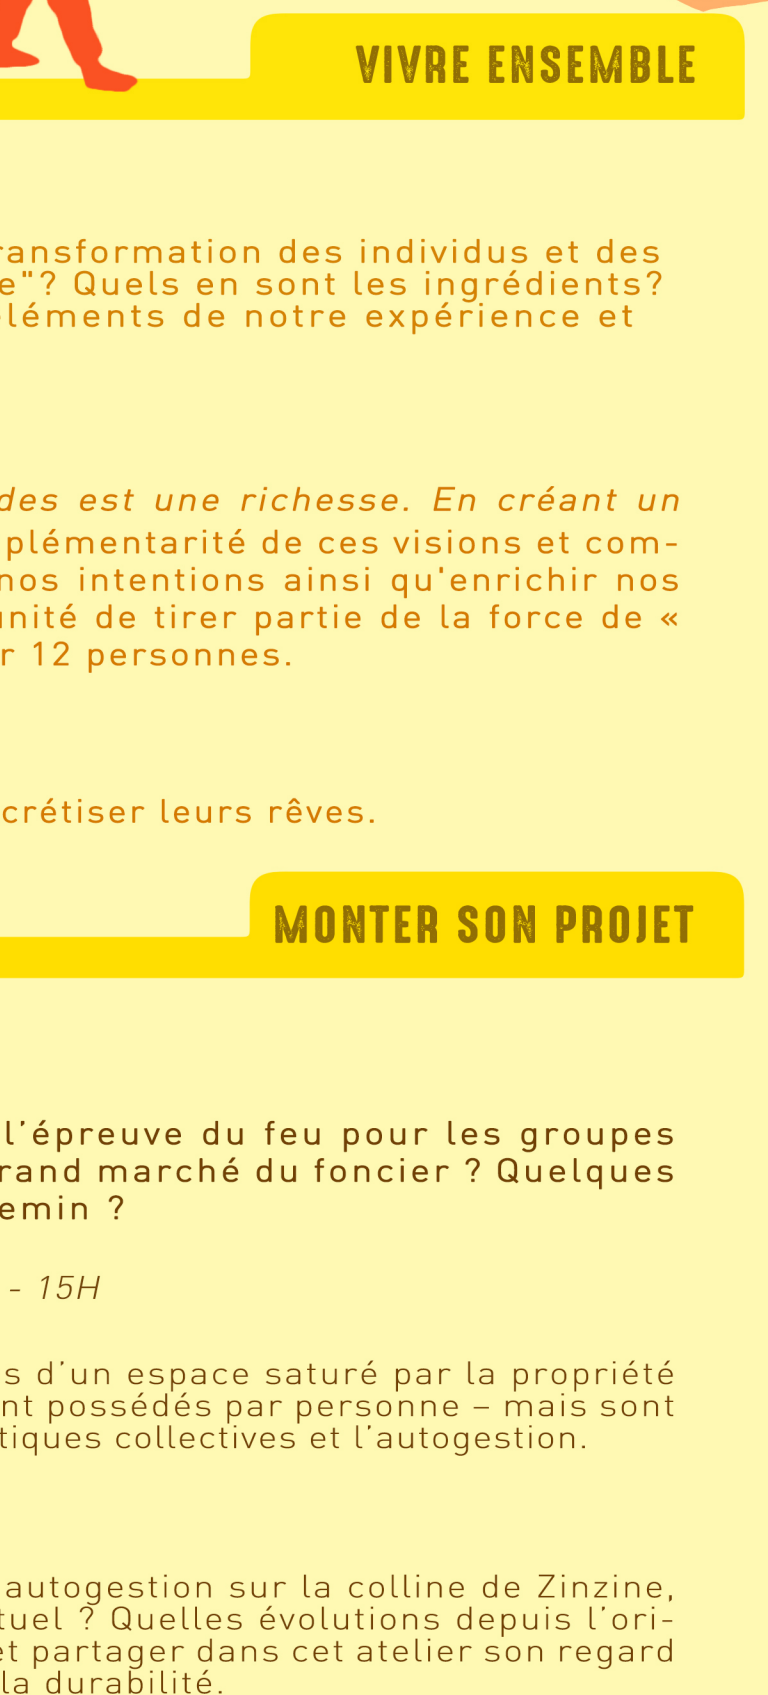 VIVRE ENSEMBLE
ransformation des individus et des
e"? Quels en sont les ingrédients?
éléments de notre expérience et
des est une richesse. En créant un
plémentarité de ces visions et com-
nos intentions ainsi qu'enrichir nos
unité de tirer partie de la force de «
r 12 personnes.
crétiser leurs rêves.
MONTER SON PROJET
l’épreuve du feu pour les groupes
rand marché du foncier ? Quelques
emin ?
- 15H
s d’un espace saturé par la propriété
nt possédés par personne – mais sont
tiques collectives et l’autogestion.
autogestion sur la colline de Zinzine,
tuel ? Quelles évolutions depuis l’ori-
et partager dans cet atelier son regard
la durabilité.